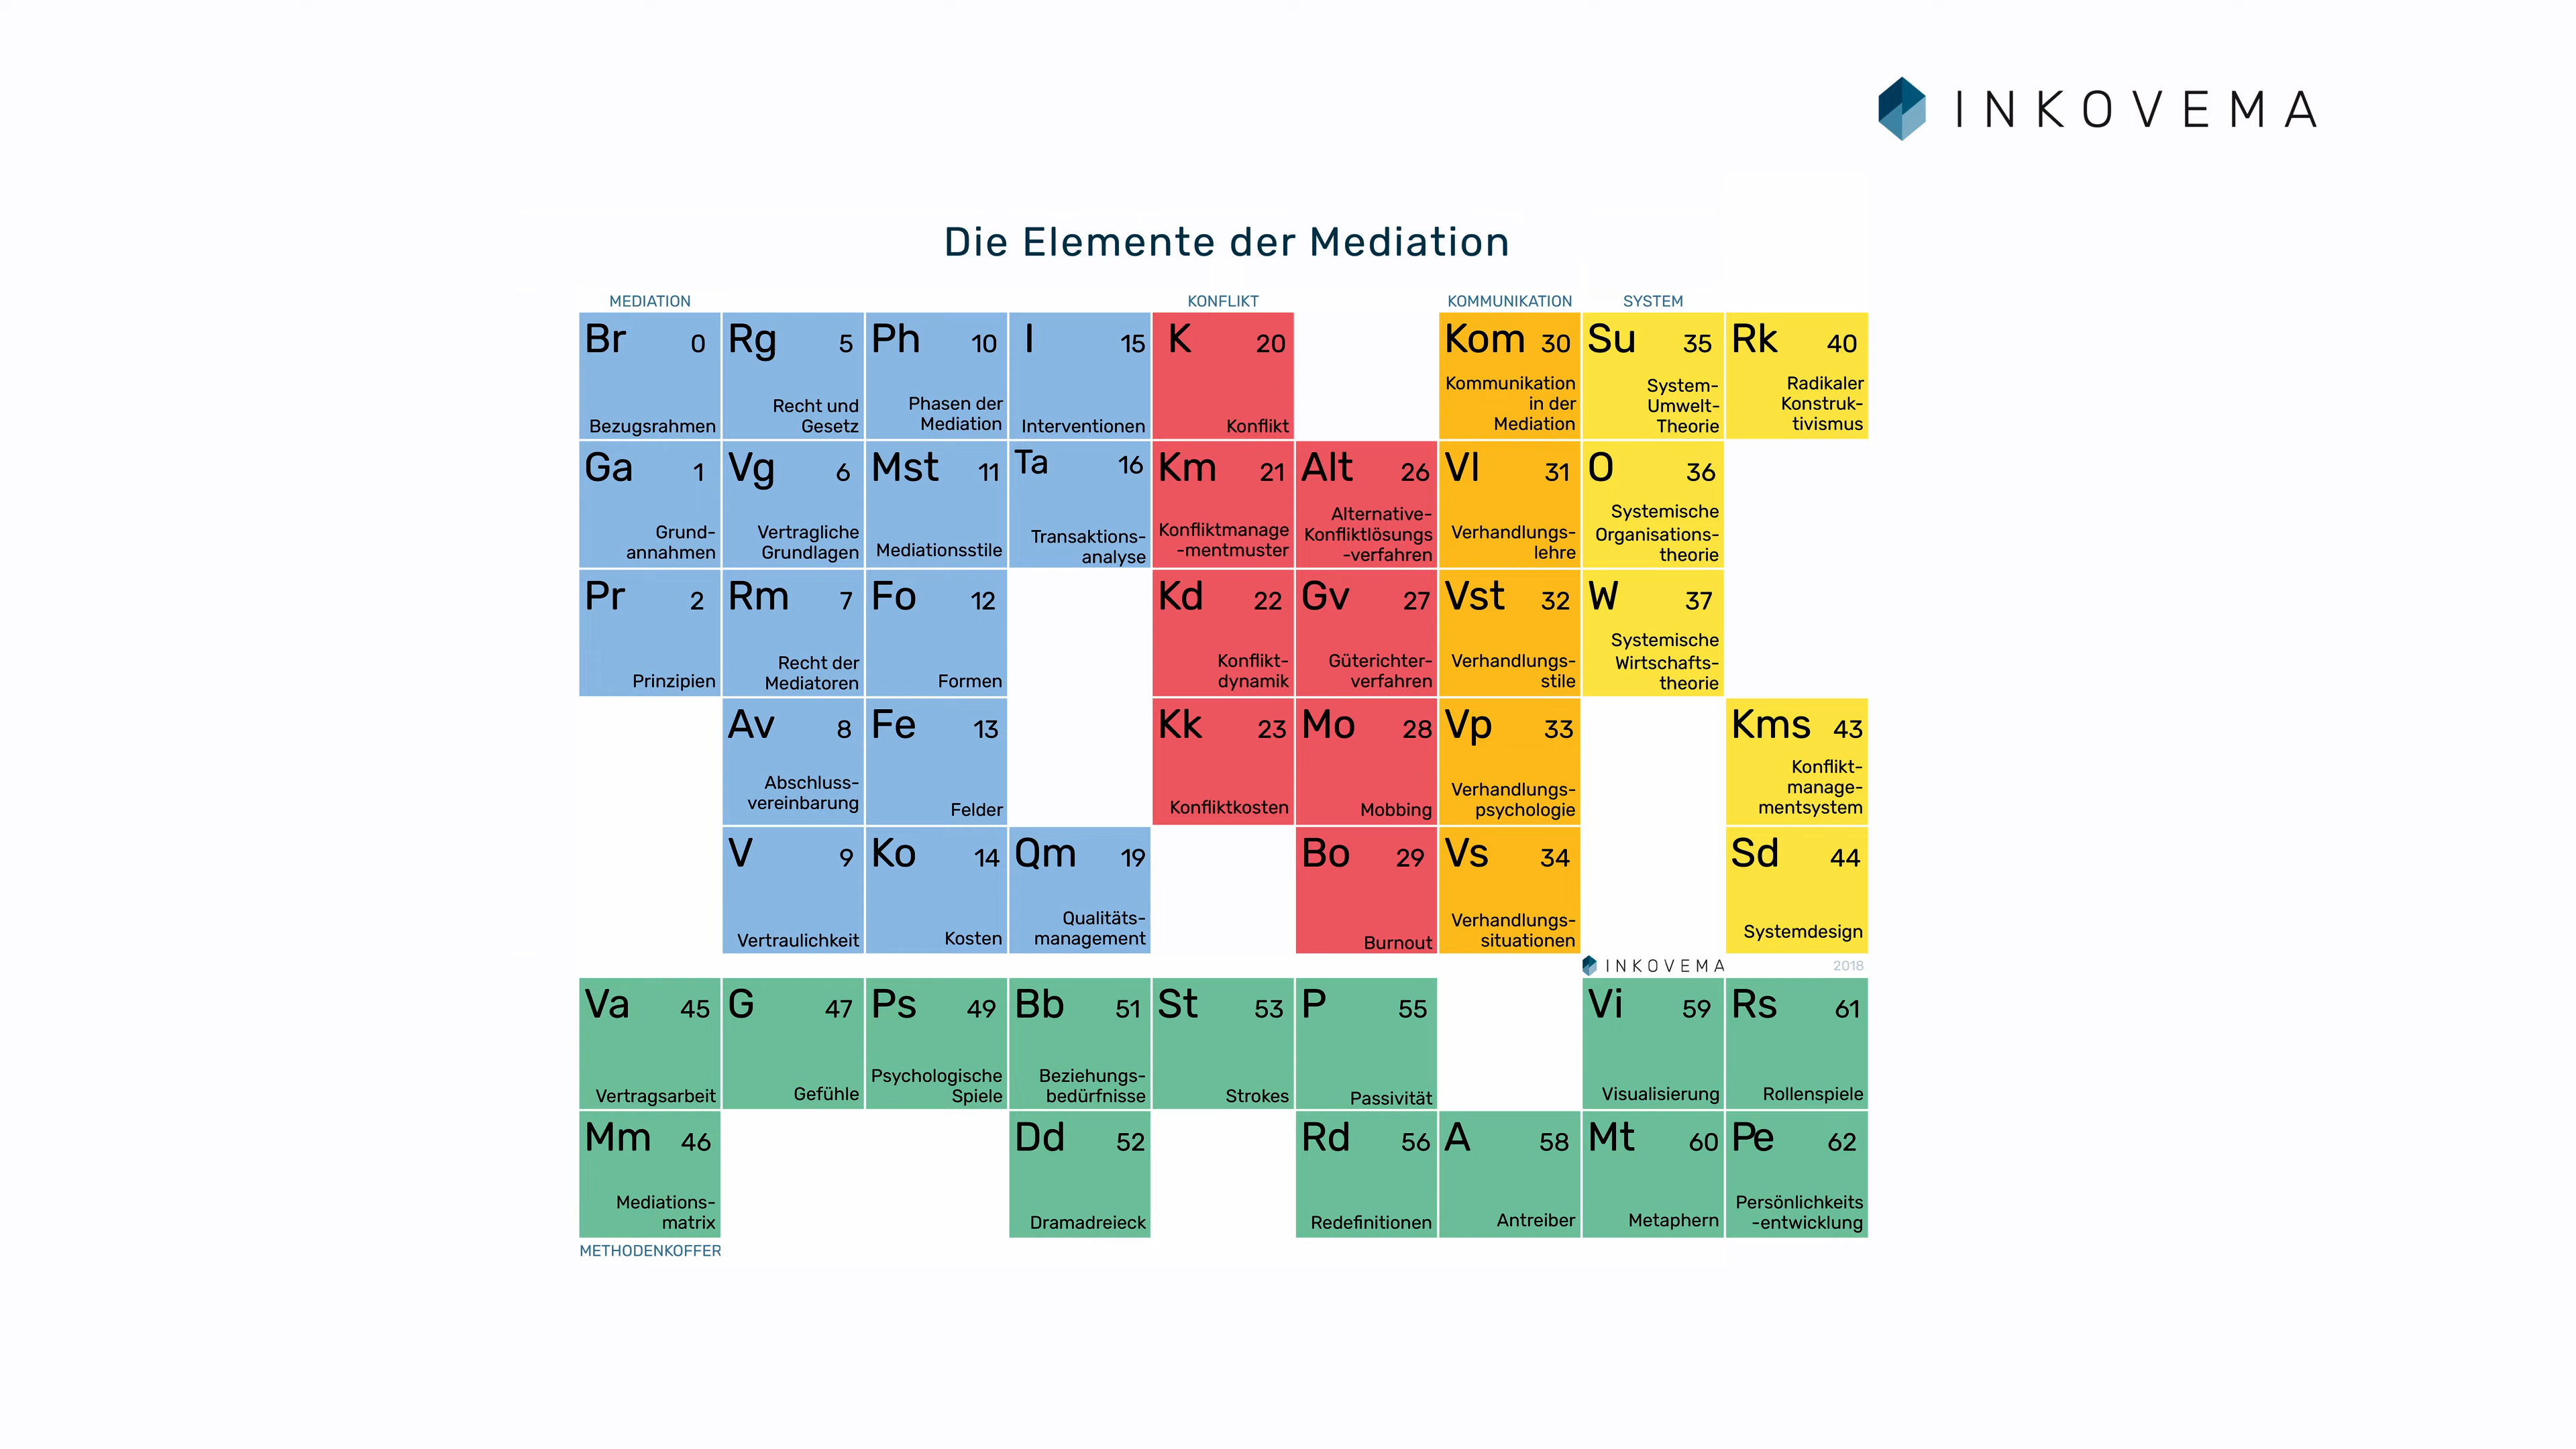 INKOVEMA
Die Elemente der Mediation
MEDIATION
KONFLIKT
KOMMUNIKATION
SYSTEM
Br 0
Bezugsrahmen
Rg 5
Recht und
Gesetz
Ph 10
Phasen der
Mediation
I 15
Interventionen
K 20
Konflikt
Kom 30
Kommunikation
in der
Mediation
Su 35
System-
Umwelt-
Theorie
Rk 40
Radikaler
Konstruk-
tivismus
Ga 1
Grund-
annahmen
Vg 6
Vertragliche
Grundlagen
Mst 11
Mediationsstile
Ta 16
Transaktions-
analyse
Km 21
Konfliktmanage
-mentmuster
Alt 26
Alternative-
Konfliktlösungs
-verfahren
Vl 31
Verhandlungs-
lehre
O 36
Systemische
Organisations-
theorie
Pr 2
Prinzipien
Rm 7
Recht der
Mediatoren
Fo 12
Formen
Kd 22
Konflikt-
dynamik
Gv 27
Güterichter-
verfahren
Vst 32
Verhandlungs-
stile
W 37
Systemische
Wirtschafts-
theorie
Av 8
Abschluss-
vereinbarung
Fe 13
Felder
Kk 23
Konfliktkosten
Mo 28
Mobbing
Vp 33
Verhandlungs-
psychologie
Kms 43
Konflikt-
manage-
mentsystem
V 9
Vertraulichkeit
Ko 14
Kosten
Qm 19
Qualitäts-
management
Bo 29
Burnout
Vs 34
Verhandlungs-
situationen
Sd 44
Systemdesign
INKOVEMA
2018
Va 45
Vertragsarbeit
G 47
Gefühle
Ps 49
Psychologische
Spiele
Bb 51
Beziehungs-
bedürfnisse
St 53
Strokes
P 55
Passivität
Vi 59
Visualisierung
Rs 61
Rollenspiele
Mm 46
Mediations-
matrix
Dd 52
Dramadreieck
Rd 56
Redefinitionen
A 58
Antreiber
Mt 60
Metaphern
Pe 62
Persönlichkeits
-entwicklung
METHODENKOFFER